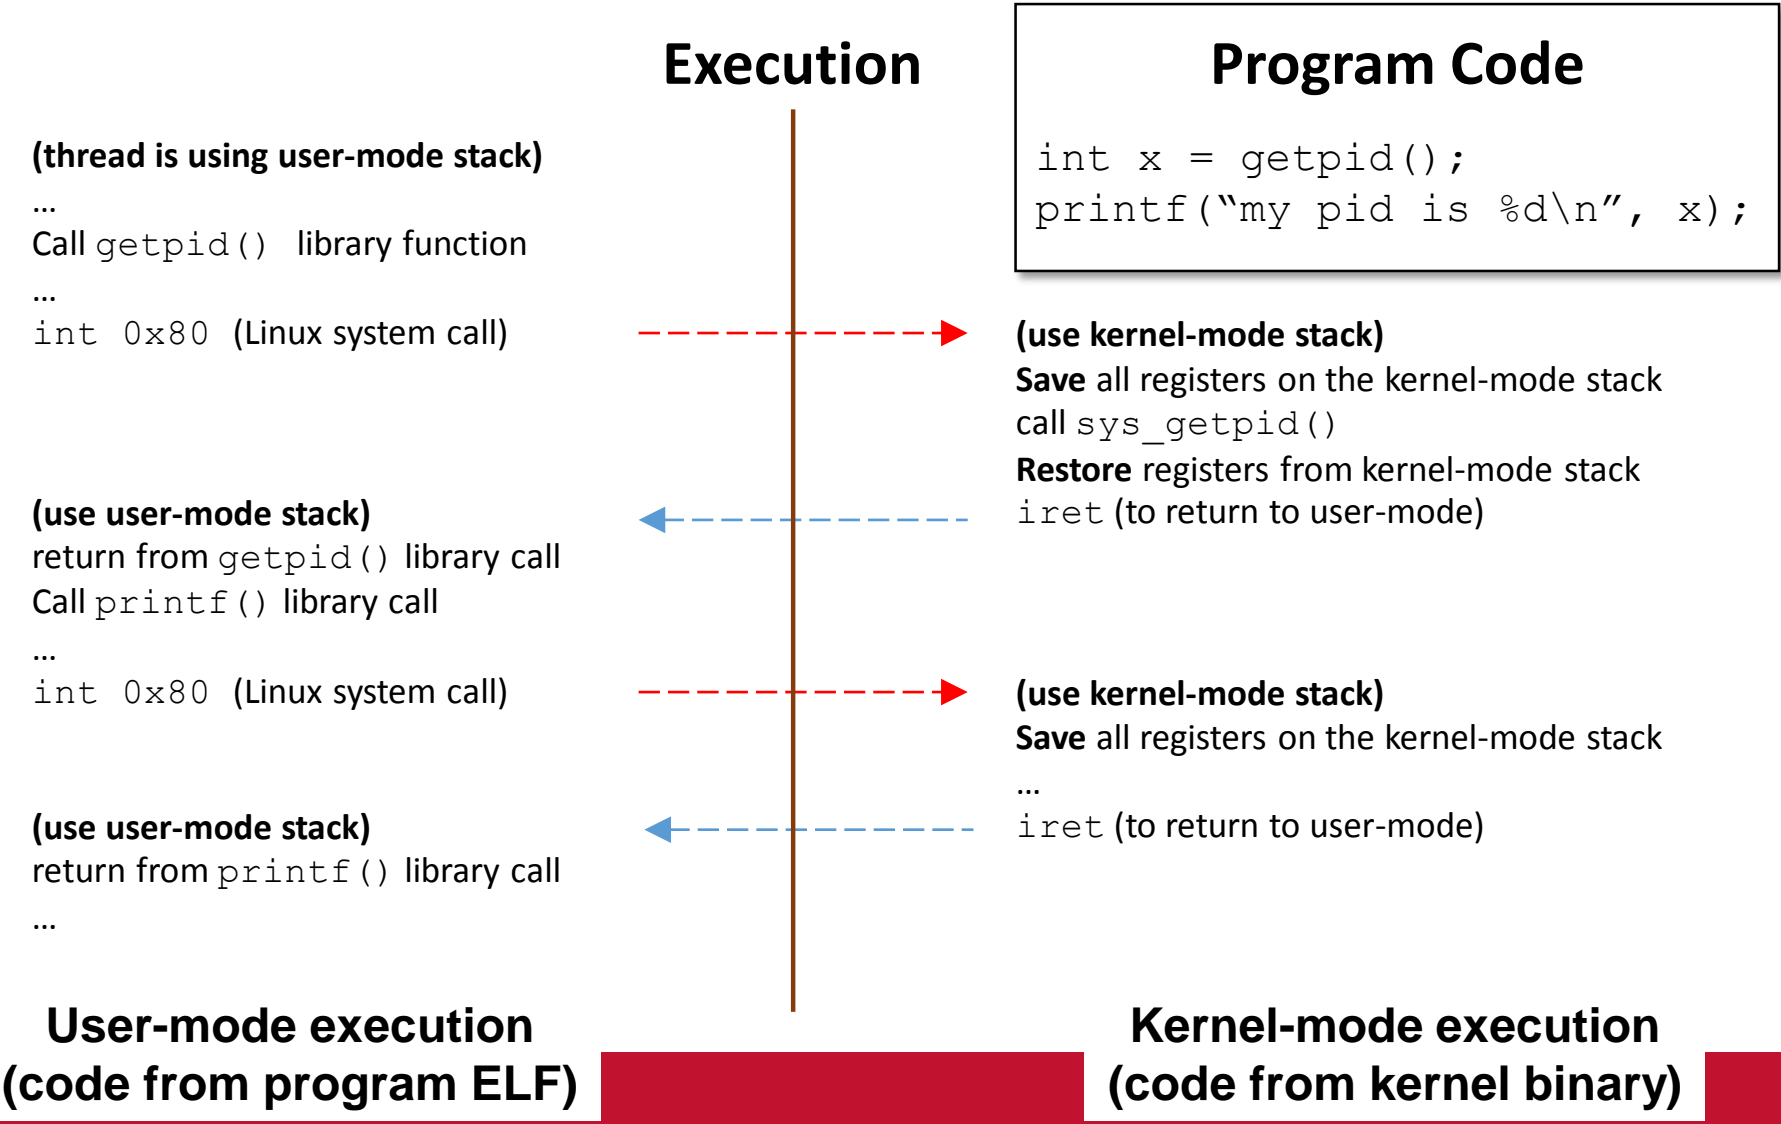 Execution
Program Code
int x = getpid();
printf(“my pid is %d\n”, x);
(thread is using user-mode stack)
…
Call getpid() library function
…
int 0x80 (Linux system call)
(use kernel-mode stack)
Save all registers on the kernel-mode stack
call sys_getpid()
Restore registers from kernel-mode stack
iret (to return to user-mode)
(use user-mode stack)
return from getpid() library call
Call printf() library call
…
int 0x80 (Linux system call)
(use kernel-mode stack)
Save all registers on the kernel-mode stack
…
iret (to return to user-mode)
(use user-mode stack)
return from printf() library call
…
User-mode execution
(code from program ELF)
Kernel-mode execution
(code from kernel binary)